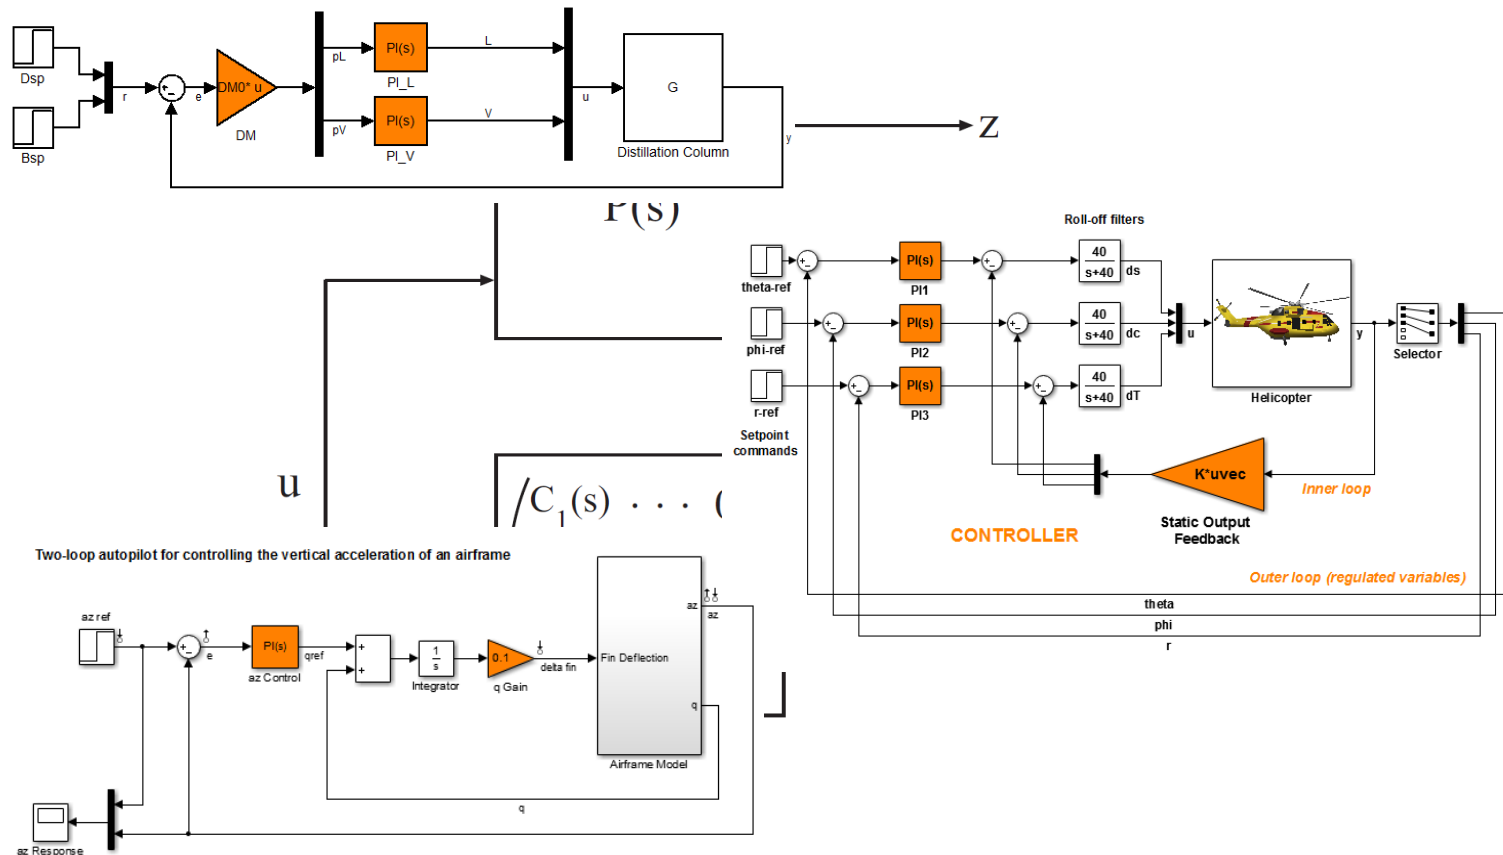 Dsp
Bsp
r
+
-
e
DM0* u
DM
pL
pV
PI(s)
PI_L
PI(s)
PI_V
L
V
u
G
Distillation Column
y
z
P(s)
u
C1(s) . . .
Roll-off filters
theta-ref
+
-
PI(s)
PI1
+
-
40
s+40
ds
phi-ref
+
-
PI(s)
PI2
+
-
40
s+40
dc
r-ref
+
-
PI(s)
PI3
+
-
40
s+40
dT
u
Helicopter
y
Selector
Setpoint
commands
K*uvec
Inner loop
Static Output
Feedback
CONTROLLER
Outer loop (regulated variables)
theta
phi
r
Two-loop autopilot for controlling the vertical acceleration of an airframe
az ref
+
-
e
PI(s)
az Control
qref
+
+
1
s
Integrator
0.1
q Gain
delta fin
Fin Deflection
az
q
Airframe Model
az
q
az Response